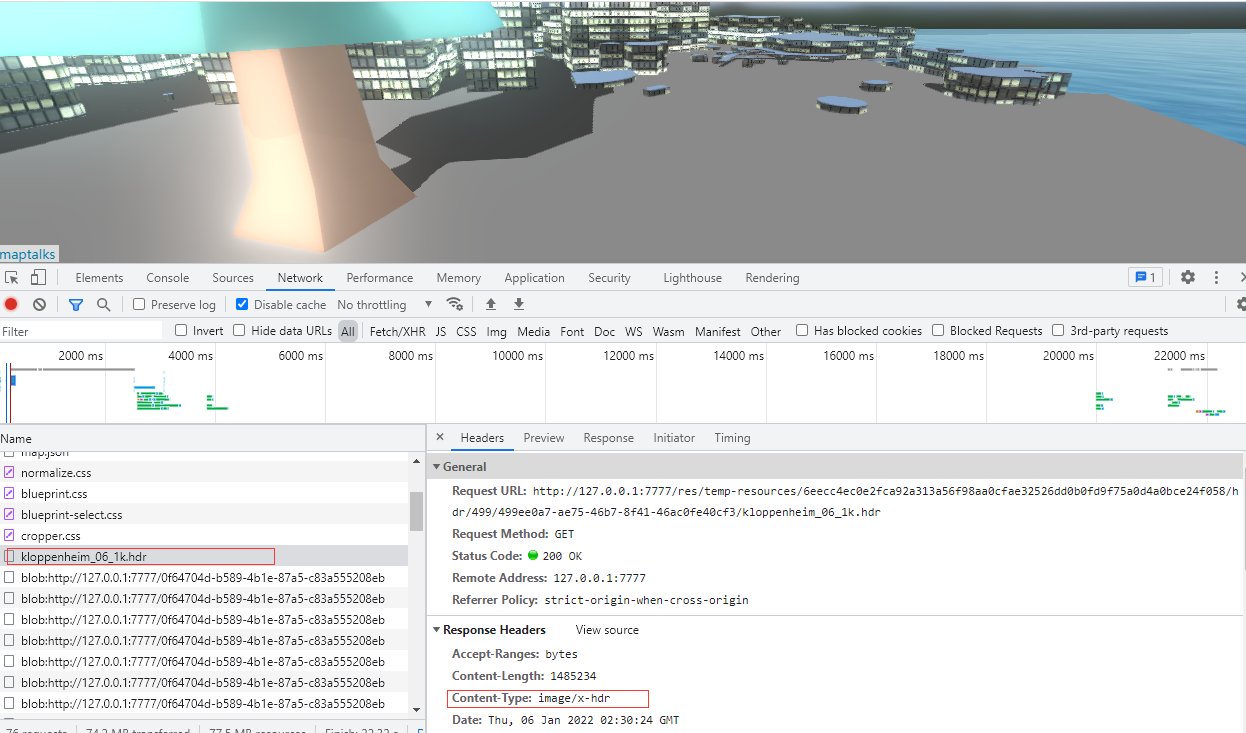 maptalks
Elements Console Sources Network Performance Memory Application Security Lighthouse Rendering 1
Preserve log Disable cache No throttling
Filter Invert Hide data URLs All Fetch/XHR JS CSS Img Media Font Doc WS Wasm Manifest Other Has blocked cookies Blocked Requests 3rd-party requests
2000 ms 4000 ms 6000 ms 8000 ms 10000 ms 12000 ms 14000 ms 16000 ms 18000 ms 20000 ms 22000 ms
Name
map.json
normalize.css
blueprint.css
blueprint-select.css
cropper.css
kloppenheim_06_1k.hdr
blob:http://127.0.0.1:7777/0f64704d-b589-4b1e-87a5-c83a555208eb
blob:http://127.0.0.1:7777/0f64704d-b589-4b1e-87a5-c83a555208eb
blob:http://127.0.0.1:7777/0f64704d-b589-4b1e-87a5-c83a555208eb
blob:http://127.0.0.1:7777/0f64704d-b589-4b1e-87a5-c83a555208eb
blob:http://127.0.0.1:7777/0f64704d-b589-4b1e-87a5-c83a555208eb
blob:http://127.0.0.1:7777/0f64704d-b589-4b1e-87a5-c83a555208eb
blob:http://127.0.0.1:7777/0f64704d-b589-4b1e-87a5-c83a555208eb
76 requests 74.2 MB transferred 77.5 MB resources
Headers Preview Response Initiator Timing
General
Request URL: http://127.0.0.1:7777/res/temp-resources/6eecc4ec0e2fca92a313a56f98aa0cfae32526dd0b0fd9f75a0d4a0bce24f058/h
dr/499/499ee0a7-ae75-46b7-8f41-46ac0fe40cf3/kloppenheim_06_1k.hdr
Request Method: GET
Status Code: 200 OK
Remote Address: 127.0.0.1:7777
Referrer Policy: strict-origin-when-cross-origin
Response Headers View source
Accept-Ranges: bytes
Content-Length: 1485234
Content-Type: image/x-hdr
Date: Thu, 06 Jan 2022 02:30:24 GMT